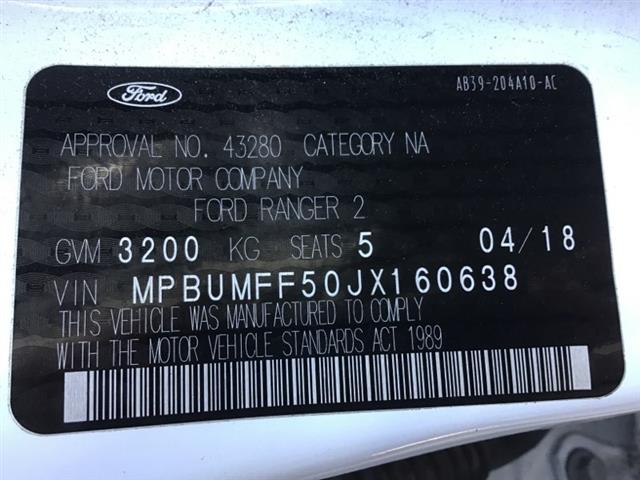 Ford
AB39-204A10-AC
APPROVAL NO. 43280 CATEGORY NA
FORD MOTOR COMPANY
FORD RANGER 2
GVM 3200 KG SEATS 5 04/18
VIN MPBUMFF50JX160638
THIS VEHICLE WAS MANUFACTURED TO COMPLY
WITH THE MOTOR VEHICLE STANDARDS ACT 1989